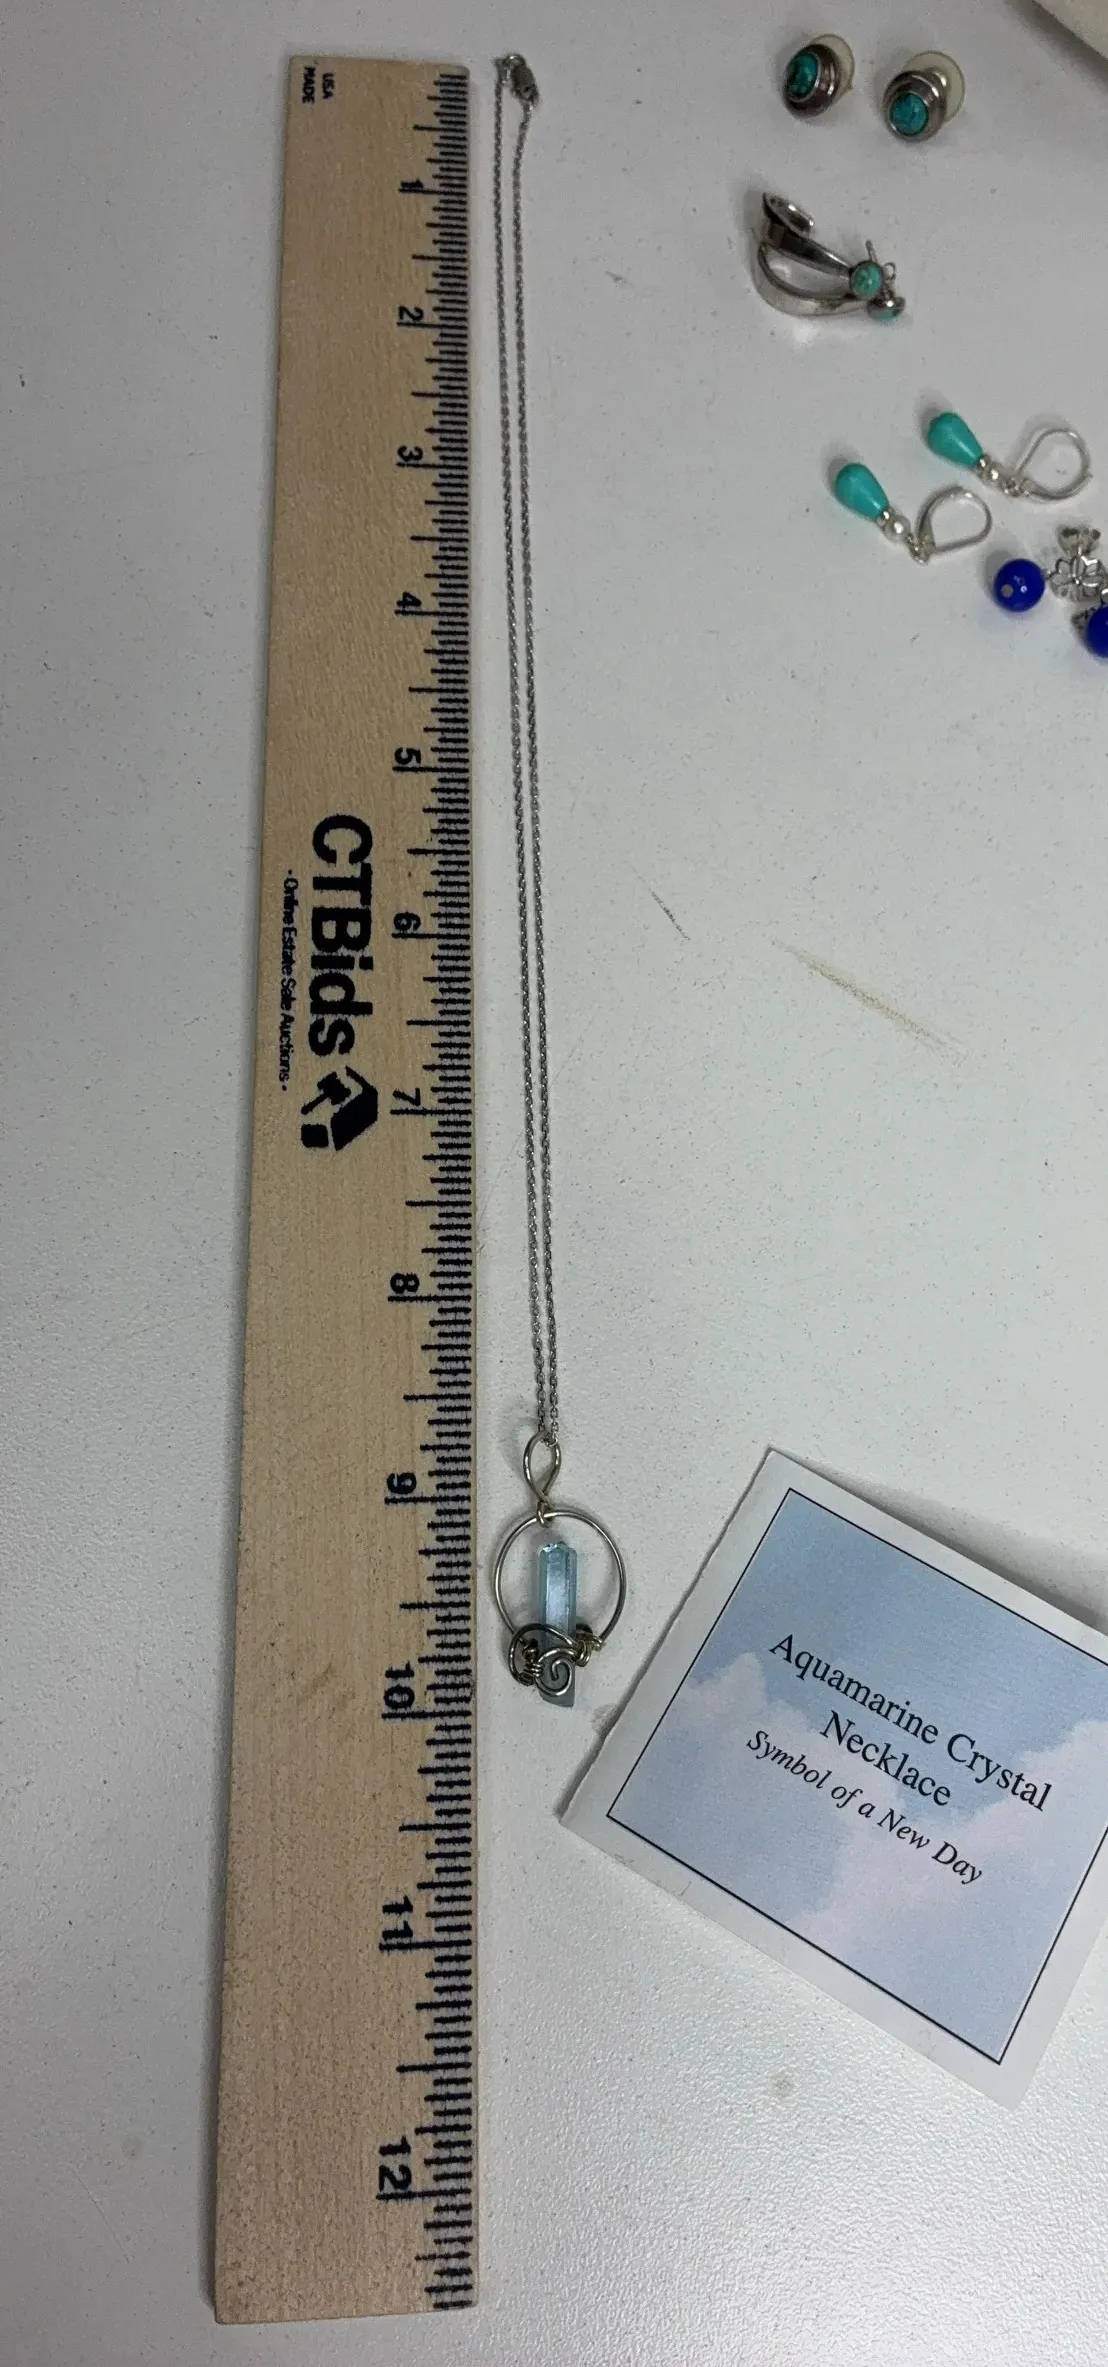 MADE
USA
1
2
3
4
5
6
7
8
9
10
11
12
CTBids
- Online Estate Sale Auctions -
Aquamarine Crystal
Necklace
Symbol of a New Day